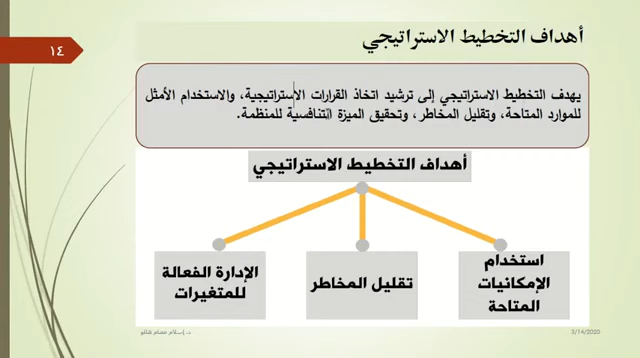 ١٤
أهداف التخطيط الاستراتيجي
يهدف التخطيط الاستراتيجي إلى ترشيد اتخاذ القرارات الإستراتيجية، والاستخدام الأمثل
للموارد المتاحة، وتقليل المخاطر، وتحقيق الميزة التنافسية للمنظمة.
أهداف التخطيط الاستراتيجي
استخدام
الإمكانيات
المتاحة
تقليل المخاطر
الإدارة الفعالة
للمتغيرات
3/14/2020